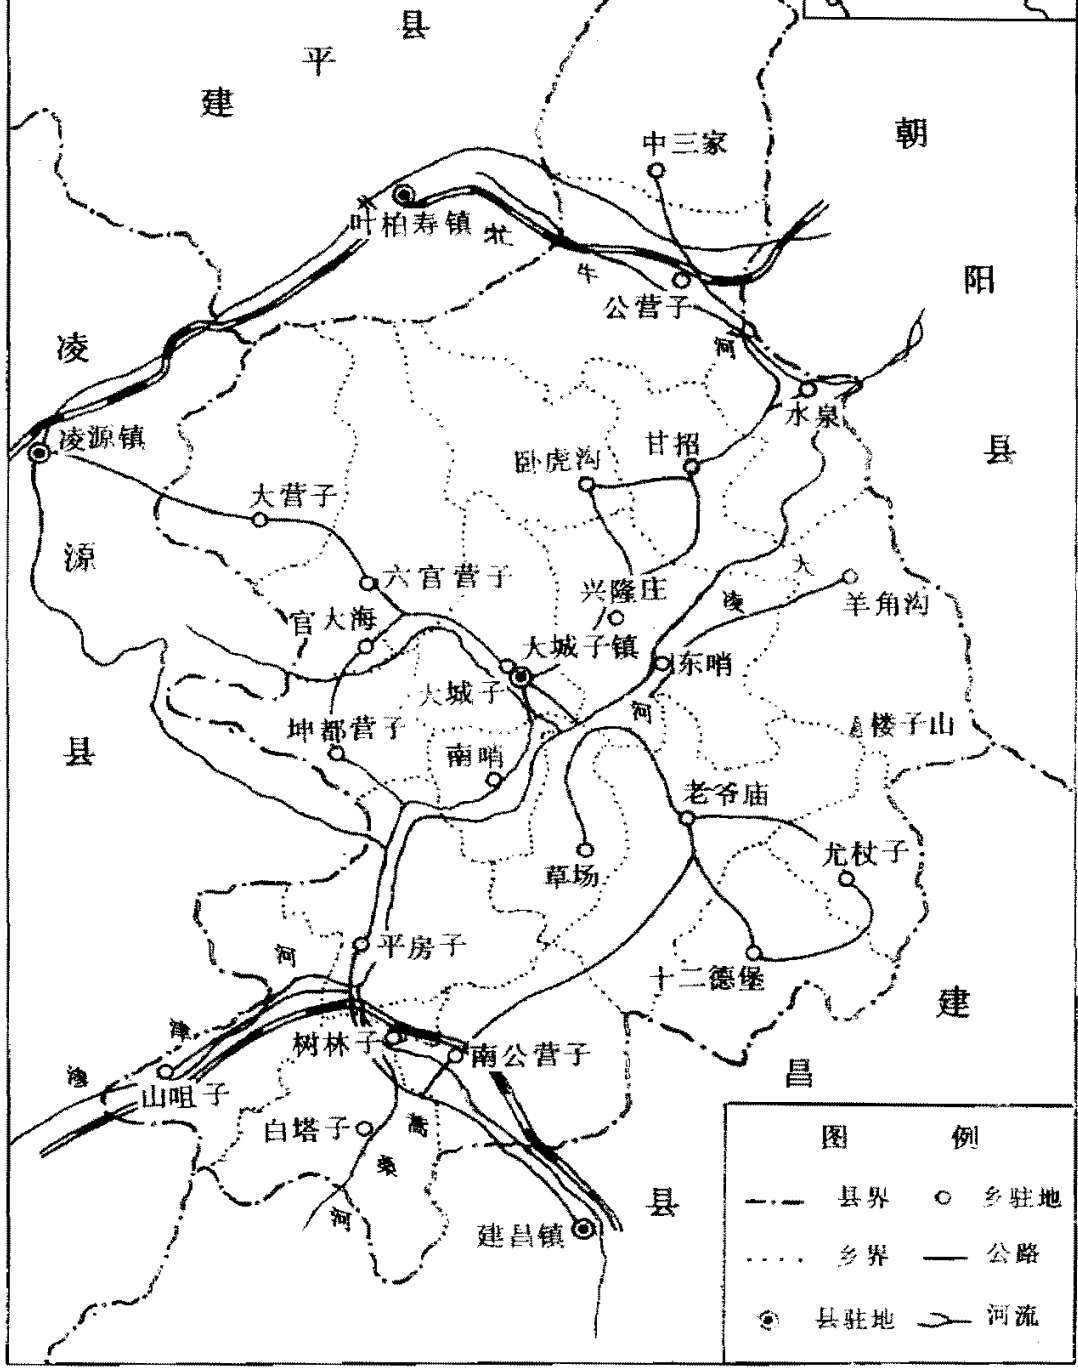 建平县
朝阳县
中三家
叶柏寿镇
牤牛河
公营子
水泉
凌源县
凌源镇
甘招
卧虎沟
大营子
六官营子
官大海
兴隆庄
羊角沟
大凌河
大城子镇
大城子
东哨
坤都营子
南哨
楼子山
老爷庙
尤杖子
草场
十二德堡
平房子
河
津
树林子
南公营子
山咀子
白塔子
蒿
桑
河
建昌县
建昌镇
图例
县界
乡驻地
乡界
公路
县驻地
河流